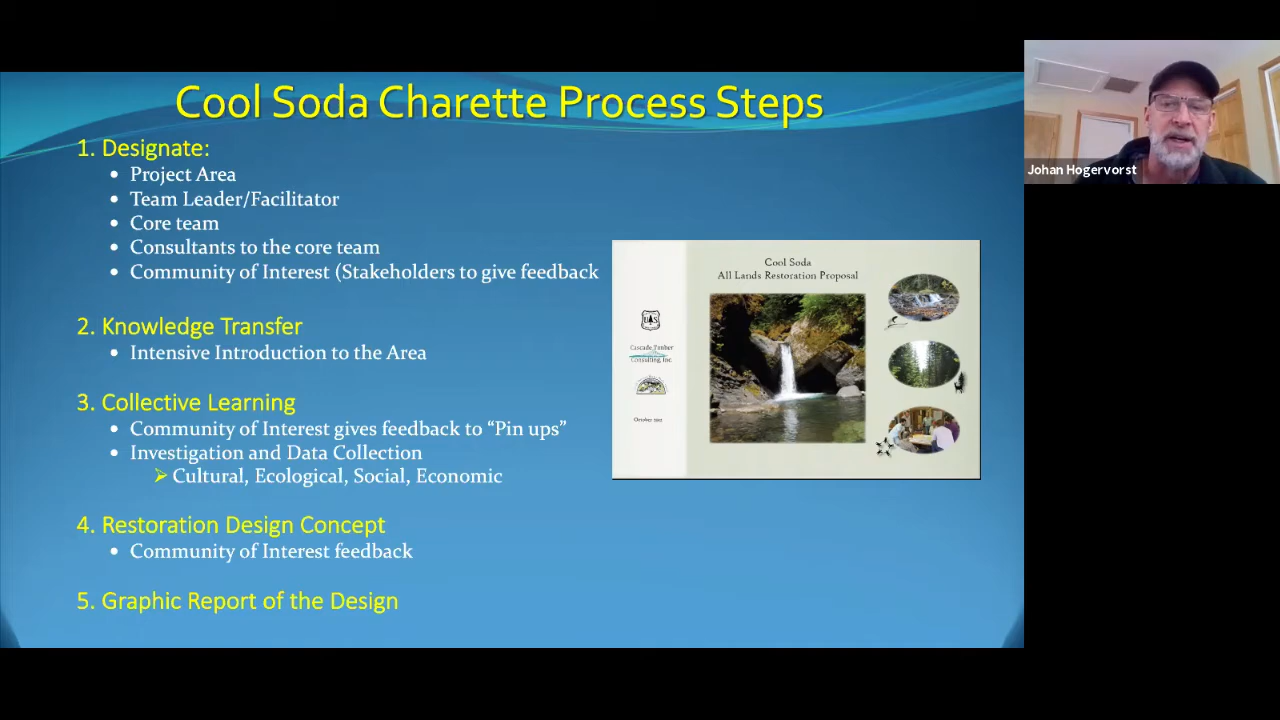 Cool Soda Charette Process Steps
1. Designate:
• Project Area
• Team Leader/Facilitator
• Core team
• Consultants to the core team
• Community of Interest (Stakeholders to give feedback
2. Knowledge Transfer
• Intensive Introduction to the Area
3. Collective Learning
• Community of Interest gives feedback to “Pin ups”
• Investigation and Data Collection
➢ Cultural, Ecological, Social, Economic
4. Restoration Design Concept
• Community of Interest feedback
5. Graphic Report of the Design
Cool Soda
All Lands Restoration Proposal
UAS
Cascade Timber
Consulting, Inc.
October
Johan Hogervorst